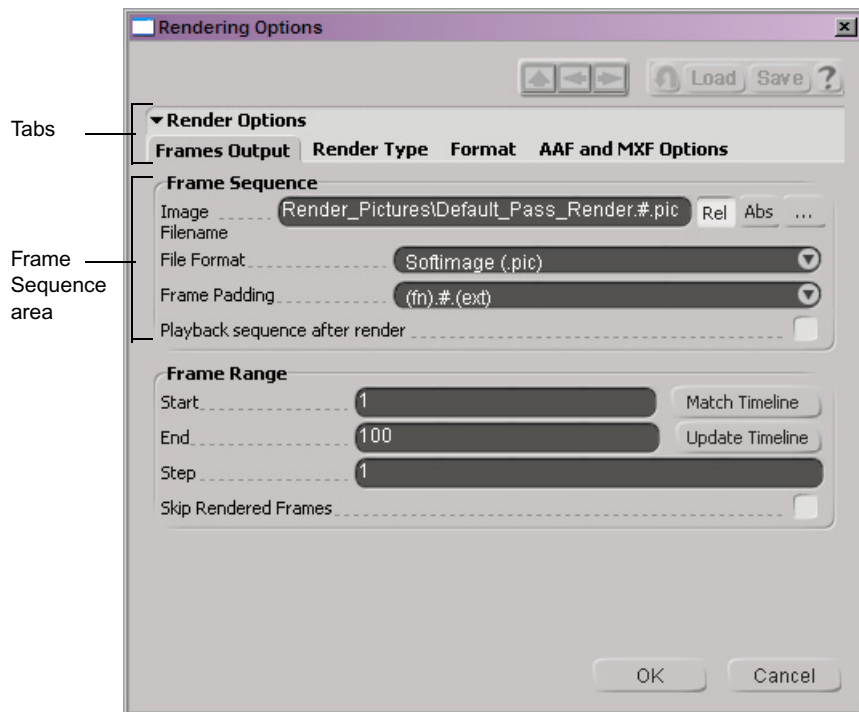 Rendering Options
Load Save ?
Tabs
Render Options
Frames Output Render Type Format AAF and MXF Options
Frame Sequence
Image Filename Render_Pictures\Default_Pass_Render.#.pic Rel Abs ...
Frame Sequence area
File Format Softimage (.pic)
Frame Padding (fn).#.(ext)
Playback sequence after render
Frame Range
Start 1 Match Timeline
End 100 Update Timeline
Step 1
Skip Rendered Frames
OK Cancel